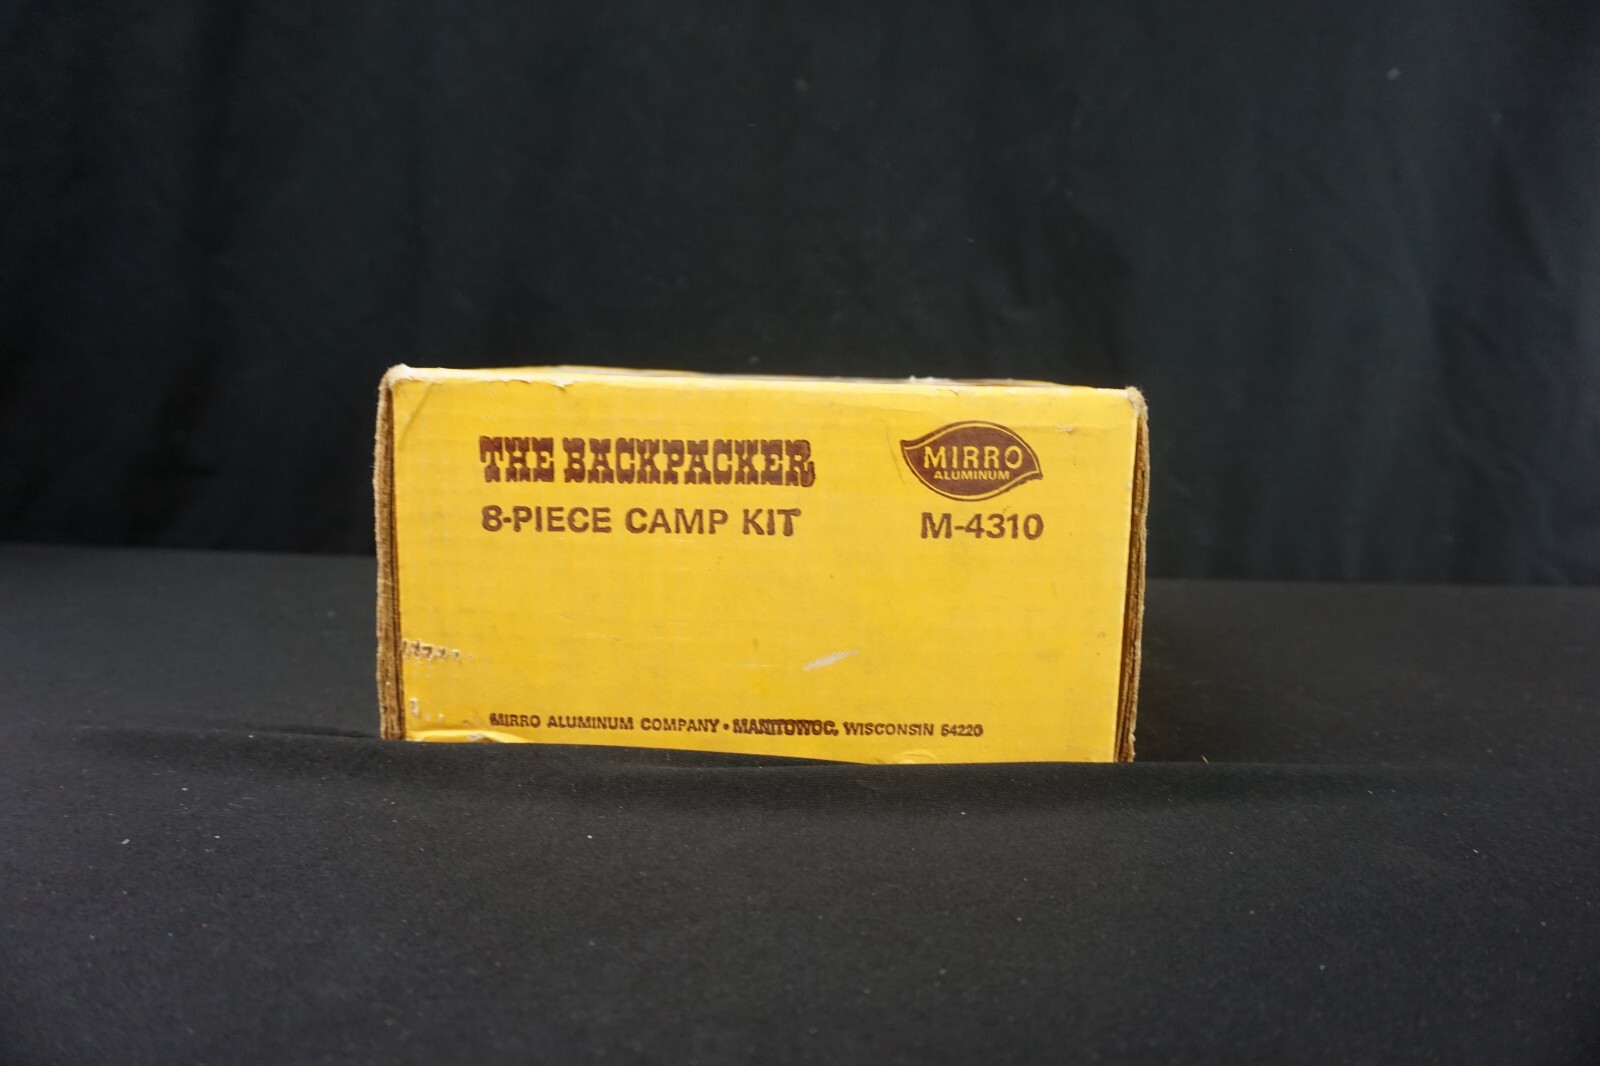 THE BACKPACKER
8-PIECE CAMP KIT
MIRRO
ALUMINUM
M-4310
MIRRO ALUMINUM COMPANY • MANITOWOC, WISCONSIN 54220